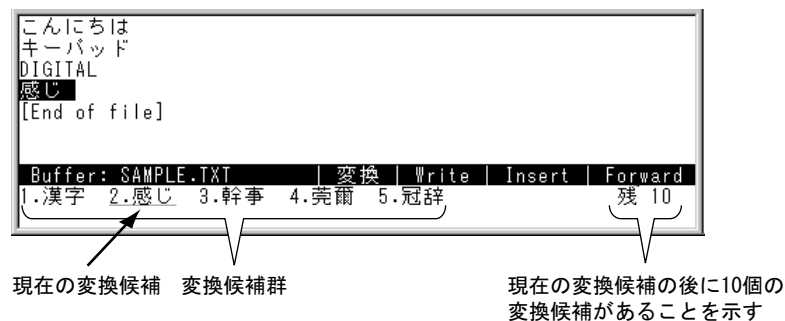 こんにちは
キーパッド
DIGITAL
感じ
[End of file]
Buffer: SAMPLE.TXT | 変換 | Write | Insert | Forward
1.漢字 2.感じ 3.幹事 4.莞爾 5.冠辞 残 10
現在の変換候補 変換候補群 現在の変換候補の後に10個の
変換候補があることを示す